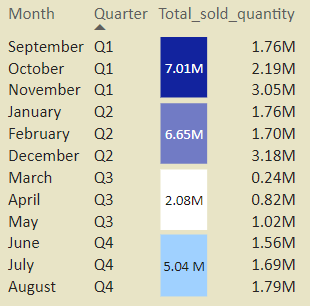 Month Quarter Total_sold_quantity
September Q1 1.76M
October Q1 7.01M 2.19M
November Q1 3.05M
January Q2 1.76M
February Q2 6.65M 1.70M
December Q2 3.18M
March Q3 0.24M
April Q3 2.08M 0.82M
May Q3 1.02M
June Q4 1.56M
July Q4 5.04 M 1.69M
August Q4 1.79M